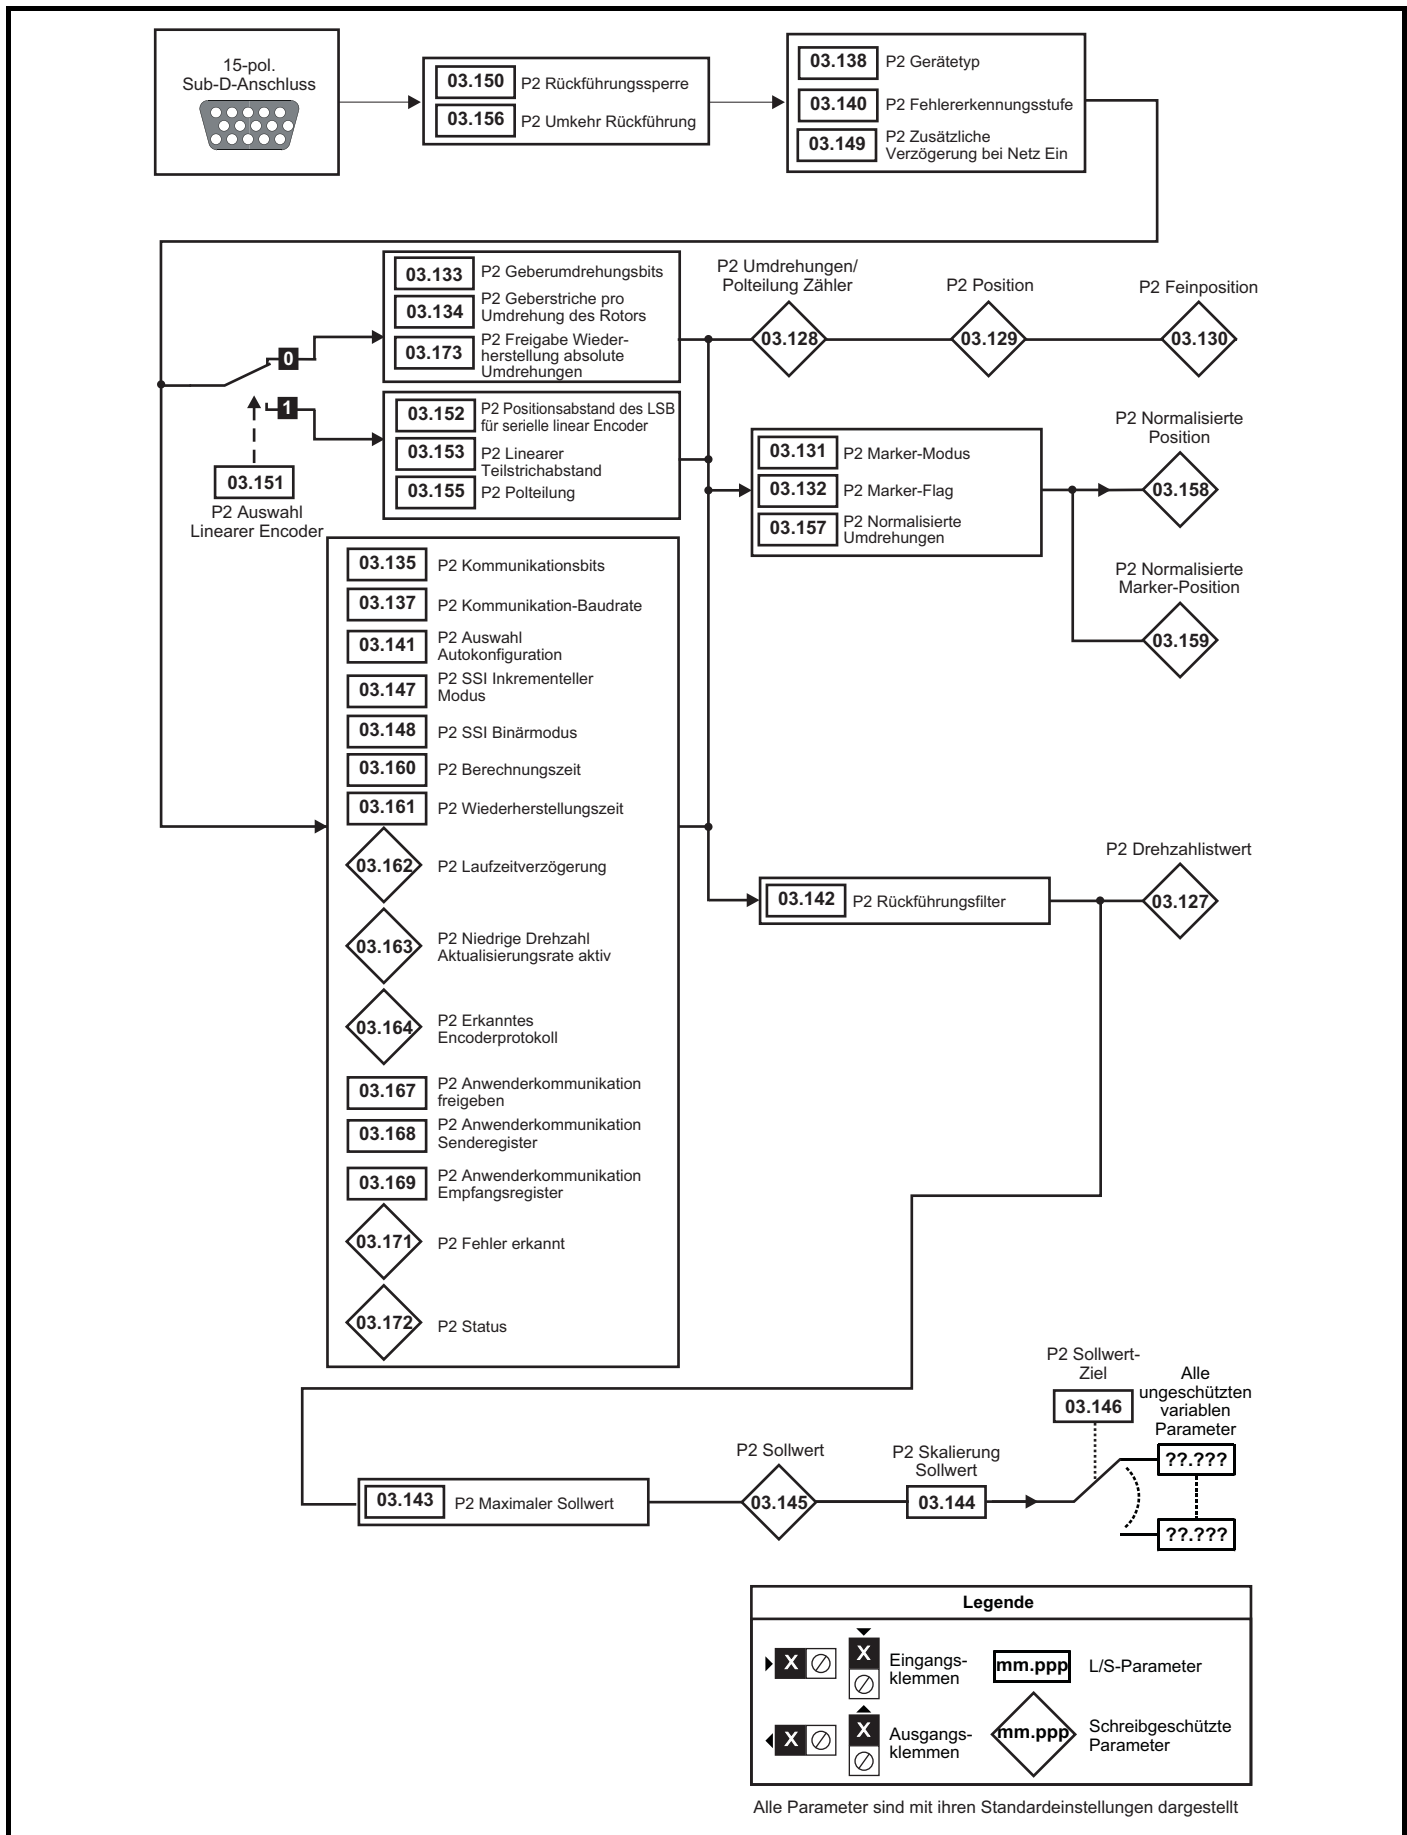 15-pol.
Sub-D-Anschluss
03.150 P2 Rückführungssperre
03.156 P2 Umkehr Rückführung
03.138 P2 Gerätetyp
03.140 P2 Fehlererkennungsstufe
03.149 P2 Zusätzliche
Verzögerung bei Netz Ein
03.133 P2 Geberumdrehungsbits
03.134 P2 Geberstriche pro
Umdrehung des Rotors
03.173 P2 Freigabe Wieder-
herstellung absolute
Umdrehungen
0
1
03.151
P2 Auswahl
Linearer Encoder
03.152 P2 Positionsabstand des LSB
für serielle linear Encoder
03.153 P2 Linearer
Teilstrichabstand
03.155 P2 Polteilung
P2 Umdrehungen/
Polteilung Zähler
03.128
P2 Position
03.129
P2 Feinposition
03.130
03.131 P2 Marker-Modus
03.132 P2 Marker-Flag
03.157 P2 Normalisierte
Umdrehungen
P2 Normalisierte
Position
03.158
P2 Normalisierte
Marker-Position
03.159
03.135 P2 Kommunikationsbits
03.137 P2 Kommunikation-Baudrate
03.141 P2 Auswahl
Autokonfiguration
03.147 P2 SSI Inkrementeller
Modus
03.148 P2 SSI Binärmodus
03.160 P2 Berechnungszeit
03.161 P2 Wiederherstellungszeit
03.162 P2 Laufzeitverzögerung
03.163 P2 Niedrige Drehzahl
Aktualisierungsrate aktiv
03.164 P2 Erkanntes
Encoderprotokoll
03.167 P2 Anwenderkommunikation
freigeben
03.168 P2 Anwenderkommunikation
Senderegister
03.169 P2 Anwenderkommunikation
Empfangsregister
03.171 P2 Fehler erkannt
03.172 P2 Status
03.142 P2 Rückführungsfilter
P2 Drehzahlistwert
03.127
03.143 P2 Maximaler Sollwert
P2 Sollwert
03.145
P2 Skalierung
Sollwert
03.144
P2 Sollwert-
Ziel
03.146
Alle
ungeschützten
variablen
Parameter
??.???
??.???
Legende
X X Eingangs-
klemmen
mm.ppp L/S-Parameter
X X Ausgangs-
klemmen
mm.ppp Schreibgeschützte
Parameter
Alle Parameter sind mit ihren Standardeinstellungen dargestellt